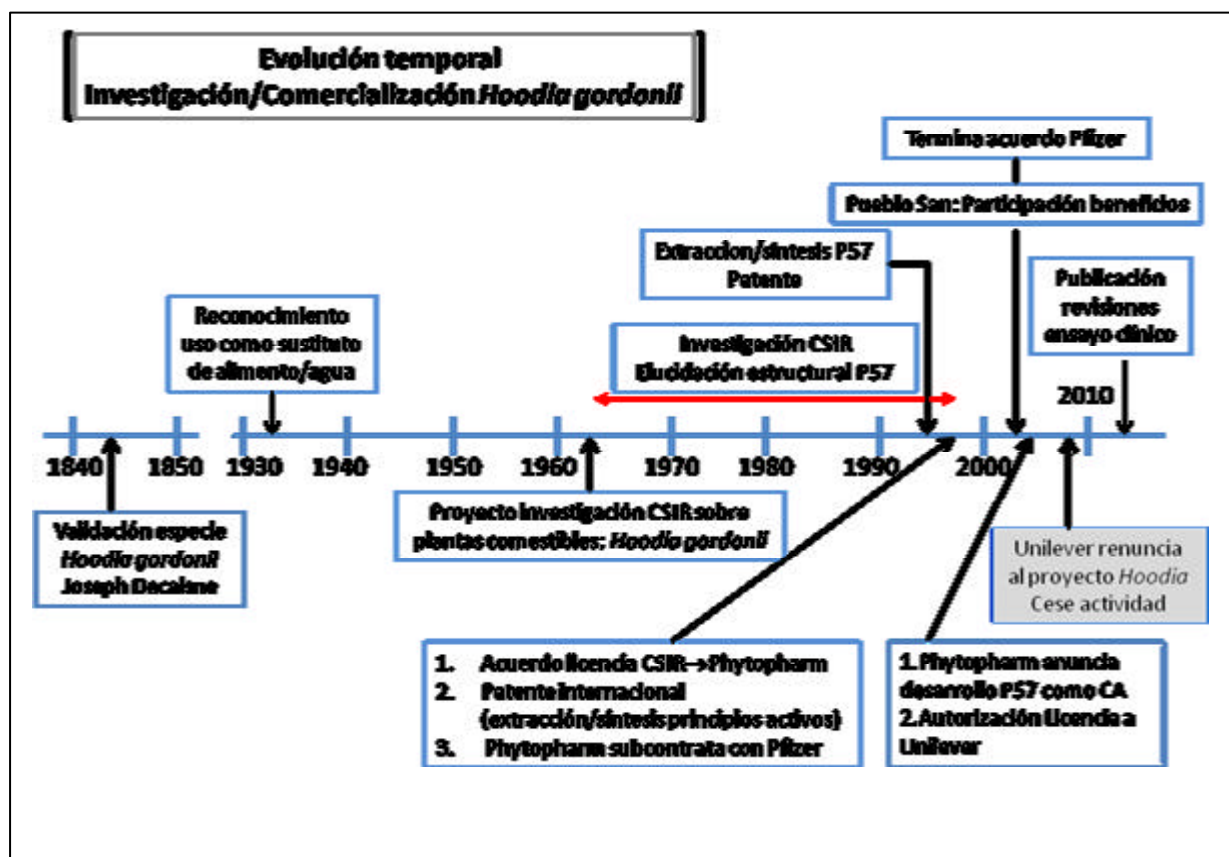 Evolución temporal
Investigación/Comercialización Hoodia gordonii
Termina acuerdo Pfizer
Pueblo San: Participación beneficios
Extraccion/síntesis P57
Patente
Publicación
revisiones
ensayo clínico
Reconocimiento
uso como sustituto
de alimento/agua
Investigación CSIR
Elucidación estructural P57
2010
1840 1850 1930 1940 1950 1960 1970 1980 1990 2000
Validación especie
Hoodia gordonii
Joseph Decaisne
Proyecto investigación CSIR sobre
plantas comestibles: Hoodia gordonii
Unilever renuncia
al proyecto Hoodia
Cese actividad
1. Acuerdo licencia CSIR→Phytopharm
2. Patente internacional
(extracción/síntesis principios activos)
3. Phytopharm subcontrata con Pfizer
1. Phytopharm anuncia
desarrollo P57 como CA
2. Autorización Licencia a
Unilever